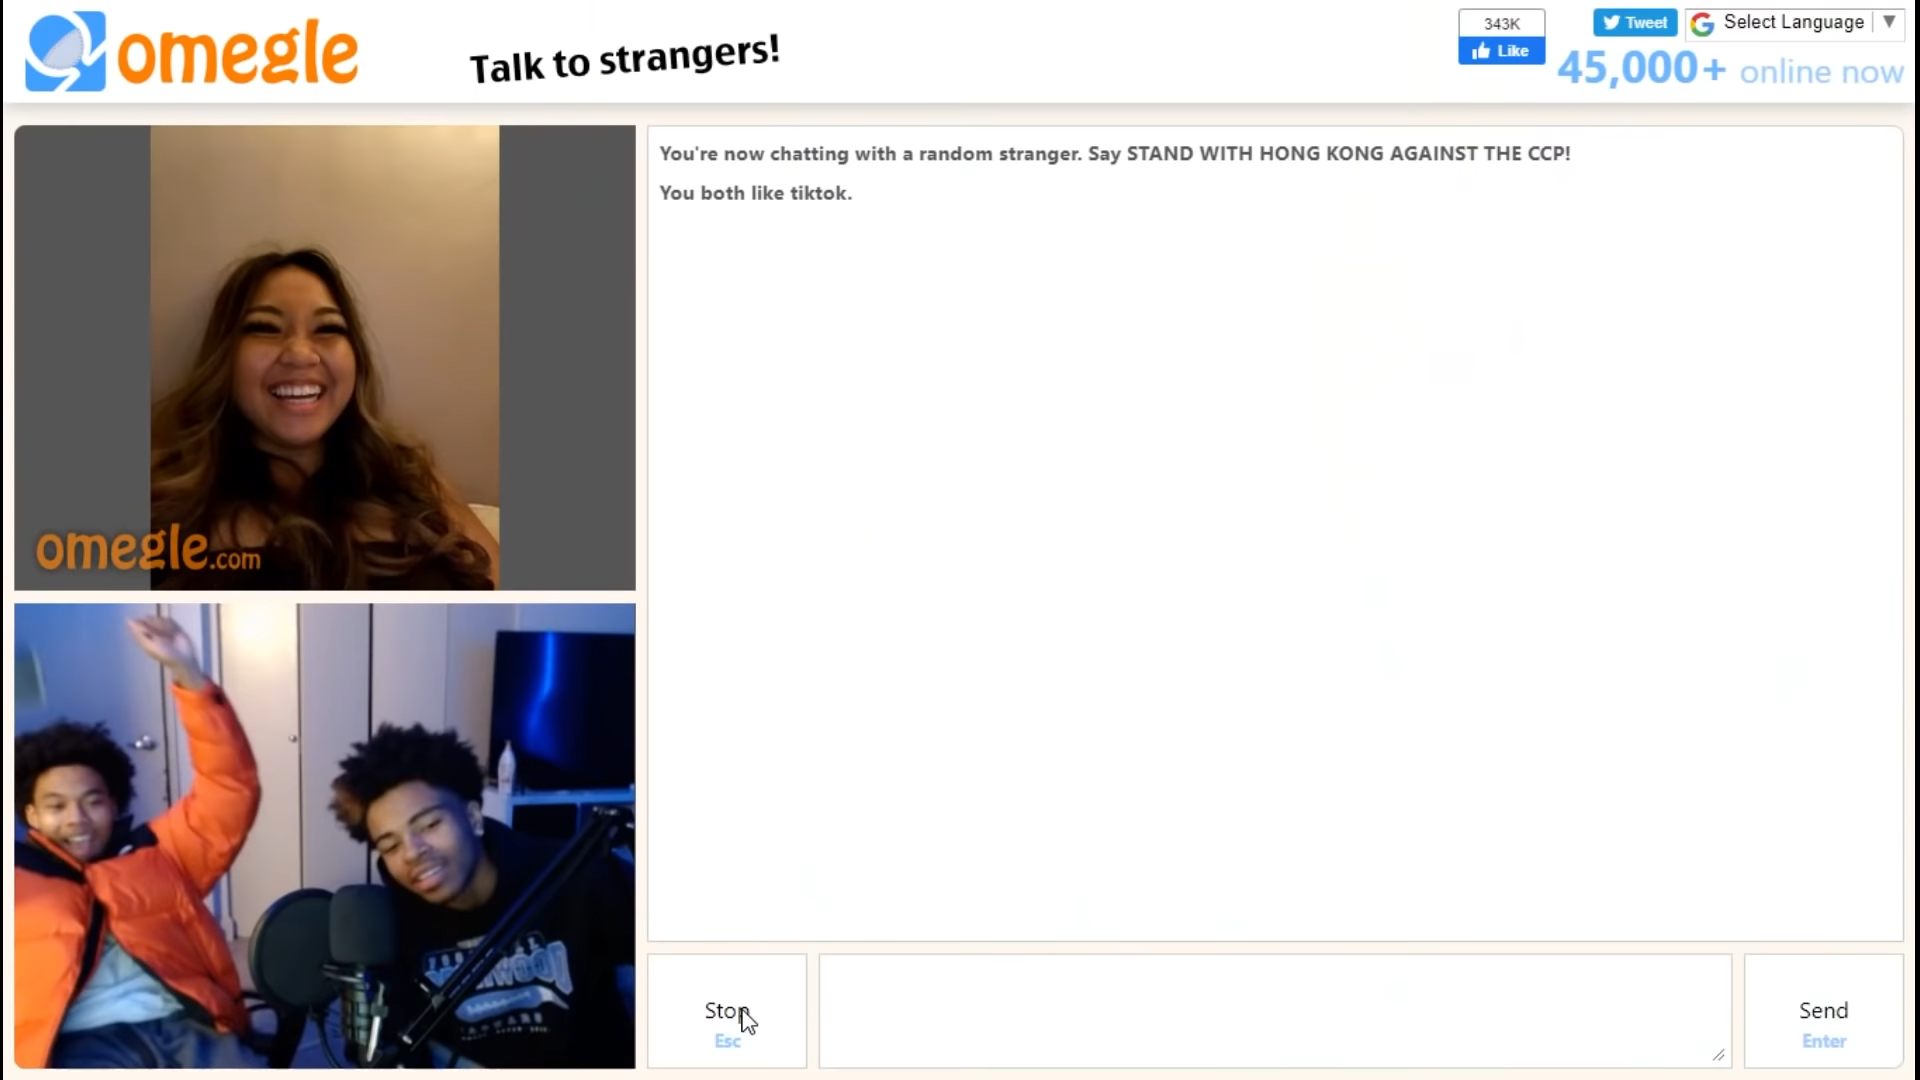 omegle
Talk to strangers!
343K
Like
Tweet
Select Language
45,000+ online now
You're now chatting with a random stranger. Say STAND WITH HONG KONG AGAINST THE CCP!
You both like tiktok.
omegle.com
Stop
Esc
Send
Enter